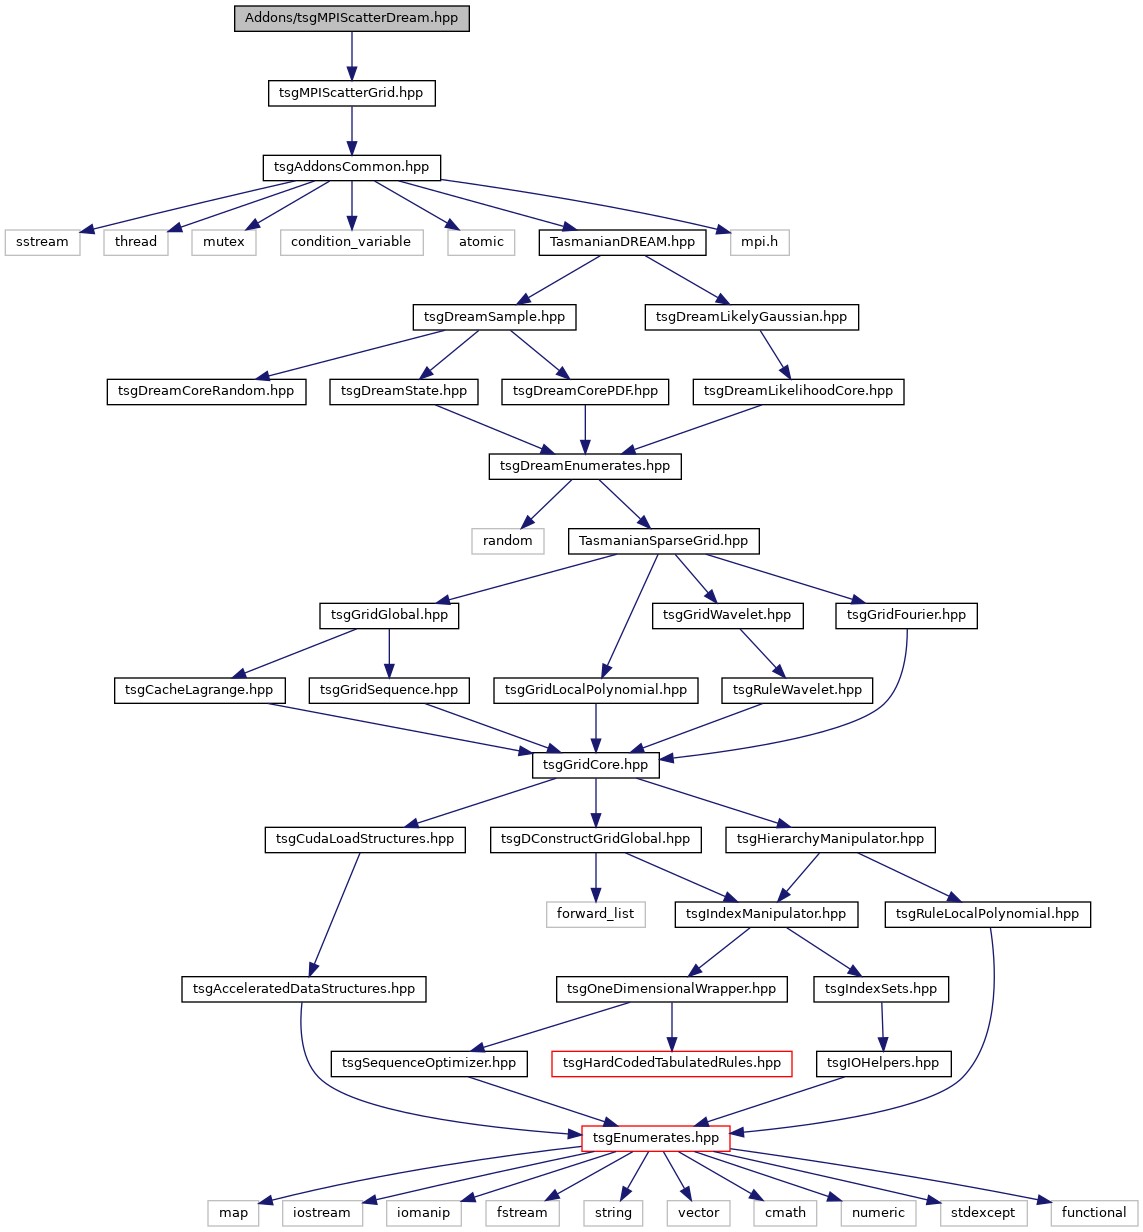 Addons/tsgMPIScatterDream.hpp
tsgMPIScatterGrid.hpp
tsgAddonsCommon.hpp
sstream
thread
mutex
condition_variable
atomic
TasmanianDREAM.hpp
mpi.h
tsgDreamSample.hpp
tsgDreamLikelyGaussian.hpp
tsgDreamCoreRandom.hpp
tsgDreamState.hpp
tsgDreamCorePDF.hpp
tsgDreamLikelihoodCore.hpp
tsgDreamEnumerates.hpp
random
TasmanianSparseGrid.hpp
tsgGridGlobal.hpp
tsgGridWavelet.hpp
tsgGridFourier.hpp
tsgCacheLagrange.hpp
tsgGridSequence.hpp
tsgGridLocalPolynomial.hpp
tsgRuleWavelet.hpp
tsgGridCore.hpp
tsgCudaLoadStructures.hpp
tsgDConstructGridGlobal.hpp
tsgHierarchyManipulator.hpp
forward_list
tsgIndexManipulator.hpp
tsgRuleLocalPolynomial.hpp
tsgAcceleratedDataStructures.hpp
tsgOneDimensionalWrapper.hpp
tsgIndexSets.hpp
tsgSequenceOptimizer.hpp
tsgHardCodedTabulatedRules.hpp
tsgIOHelpers.hpp
tsgEnumerates.hpp
map
iostream
iomanip
fstream
string
vector
cmath
numeric
stdexcept
functional